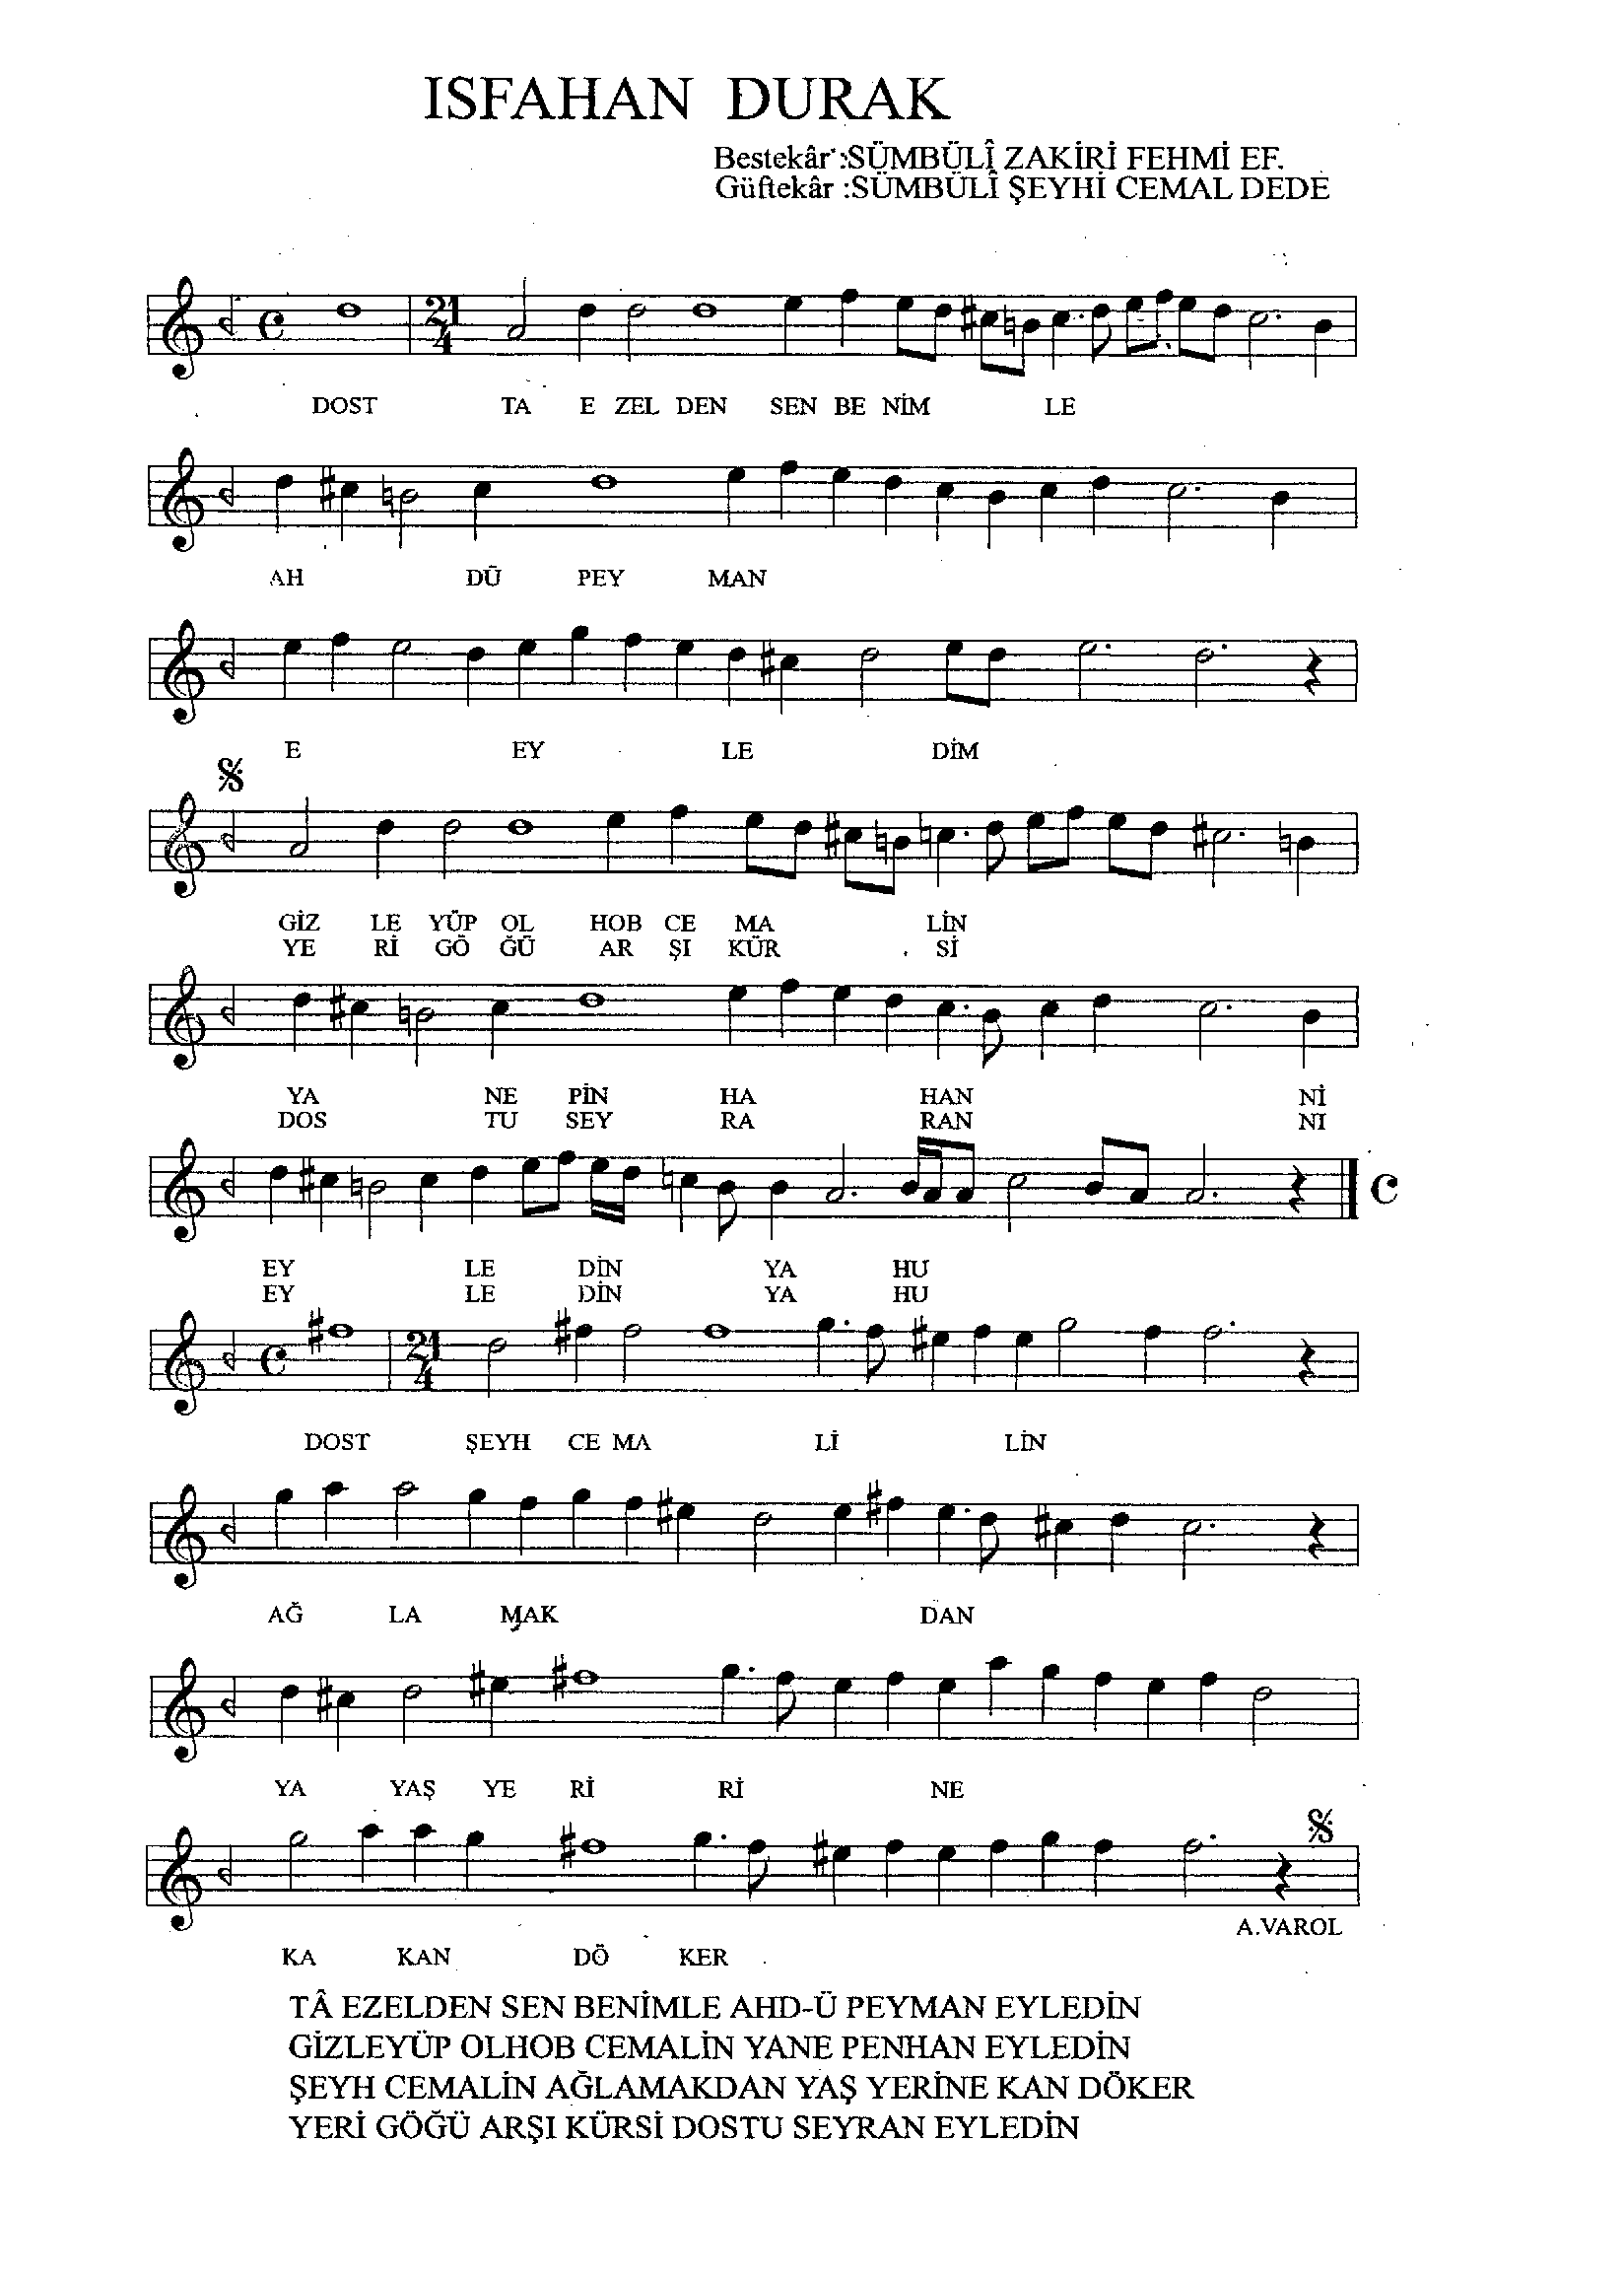 ISFAHAN DURAK
Bestekâr :SÜMBÜLÎ ZAKİRİ FEHMİ EF.
Güftekâr :SÜMBÜLÎ ŞEYHİ CEMAL DEDE
21
4
DOST TA E ZEL DEN SEN BE NİM LE
AH DÜ PEY MAN
E EY LE DİM
GİZ LE YÜP OL HOB CE MA LİN
YE Rİ GÖ ĞÜ AR ŞI KÜR Sİ
YA NE PİN HA HAN Nİ
DOS TU SEY RA RAN NI
EY LE DİN YA HU
EY LE DİN YA HU
21
4
DOST ŞEYH CE MA Lİ LİN
AĞ LA MAK DAN
YA YAŞ YE Rİ Rİ NE
A.VAROL
KA KAN DÖ KER
TÂ EZELDEN SEN BENİMLE AHD-Ü PEYMAN EYLEDİN
GİZLEYÜP OLHOB CEMALİN YANE PENHAN EYLEDİN
ŞEYH CEMALİN AĞLAMAKDAN YAŞ YERİNE KAN DÖKER
YERİ GÖĞÜ ARŞI KÜRSİ DOSTU SEYRAN EYLEDİN